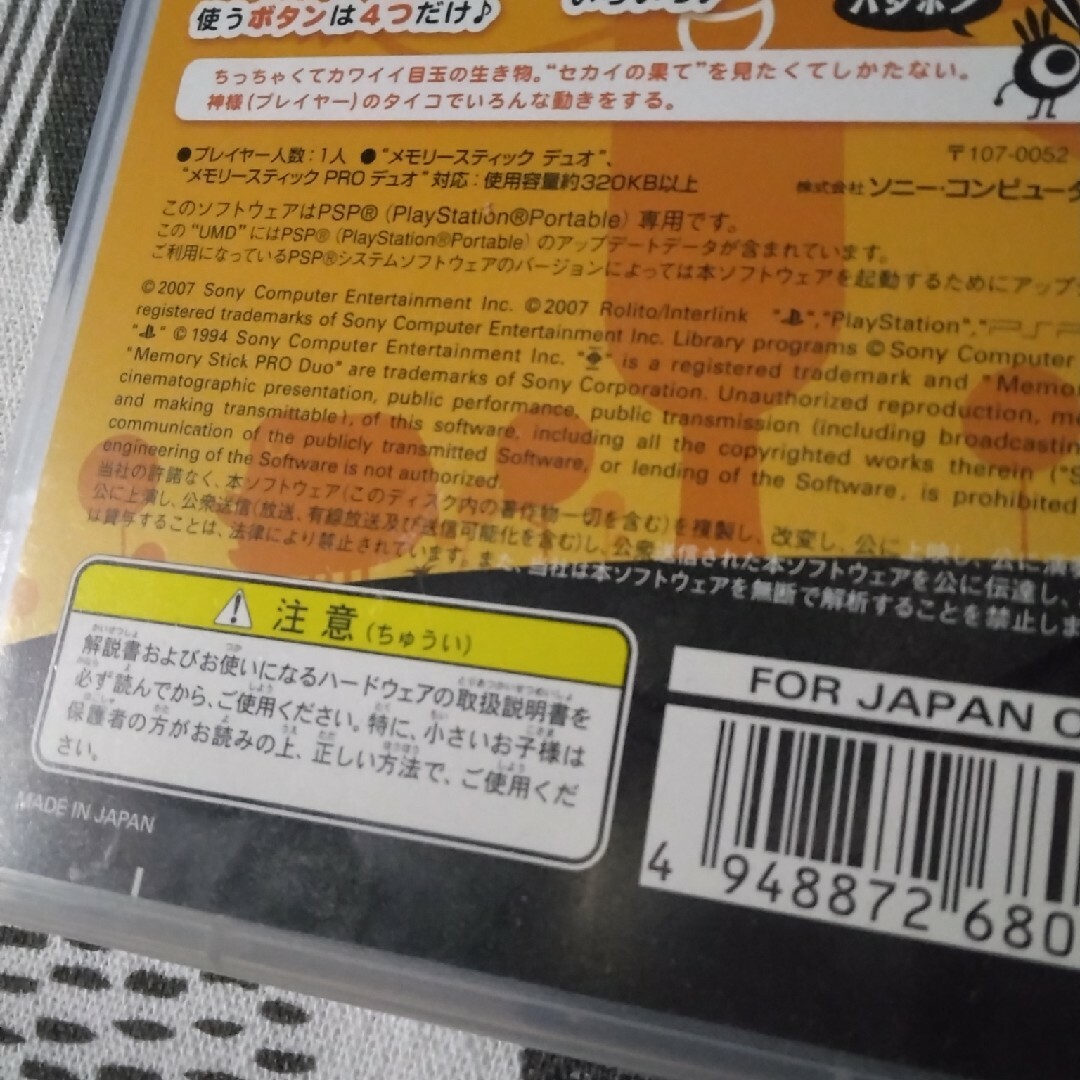 使うボタンは4つだけ♪
パタポン
ちっちゃくてカワイイ目玉の生き物。“セカイの果て”を見たくてしかたない。
神様(プレイヤー)のタイコでいろんな動きをする。
●プレイヤー人数:1人 ●“メモリースティック デュオ”、
“メモリースティック PRO デュオ”対応:使用容量約320KB以上
〒107-0052
株式会社 ソニー・コンピュータ
このソフトウェアはPSP®(PlayStation®Portable)専用です。
この“UMD”にはPSP®(PlayStation®Portable)のアップデートデータが含まれています。
ご利用になっているPSP®システムソフトウェアのバージョンによっては本ソフトウェアを起動するためにアップデ
©2007 Sony Computer Entertainment Inc. ©2007 Rolito/Interlink " ","PlayStation","PSP
registered trademarks of Sony Computer Entertainment Inc. Library programs ©Sony Computer
" " ©1994 Sony Computer Entertainment Inc. " " is a registered trademark and "Memor
"Memory Stick PRO Duo" are trademarks of Sony Corporation. Unauthorized reproduction, mo
cinematographic presentation, public performance, public transmission (including broadcasting
and making transmittable), of this software, including all the copyrighted works therein ("S
communication of the publicly transmitted Software, or lending of the Software, is prohibited
engineering of the Software is not authorized.
当社の許諾なく、本ソフトウェア(このディスク内の著作物一切を含む)を複製し、改変し、公に上映し、公に演奏
公に上演し、公衆送信(放送、有線放送及び送信可能化を含む)し、公衆送信された本ソフトウェアを公に伝達し、
は貸与することは、法律により禁止されています。また、当社は本ソフトウェアを無断で解析することを禁止しま
注意(ちゅうい)
解説書およびお使いになるハードウェアの取扱説明書を
必ず読んでから、ご使用ください。特に、小さいお子様は
保護者の方がお読みの上、正しい方法で、ご使用くだ
さい。
MADE IN JAPAN
FOR JAPAN O
4 948872 680